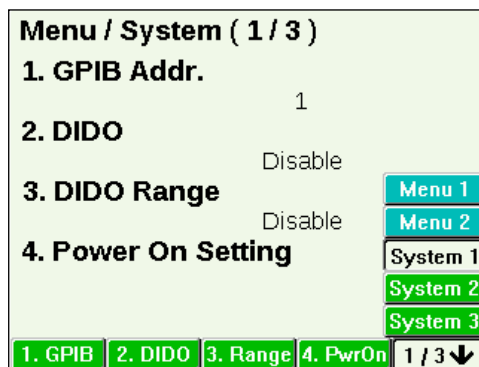 Menu / System ( 1 / 3 )
1. GPIB Addr.
1
2. DIDO
Disable
3. DIDO Range
Disable
4. Power On Setting
Menu 1
Menu 2
System 1
System 2
System 3
1. GPIB 2. DIDO 3. Range 4. PwrOn 1 / 3